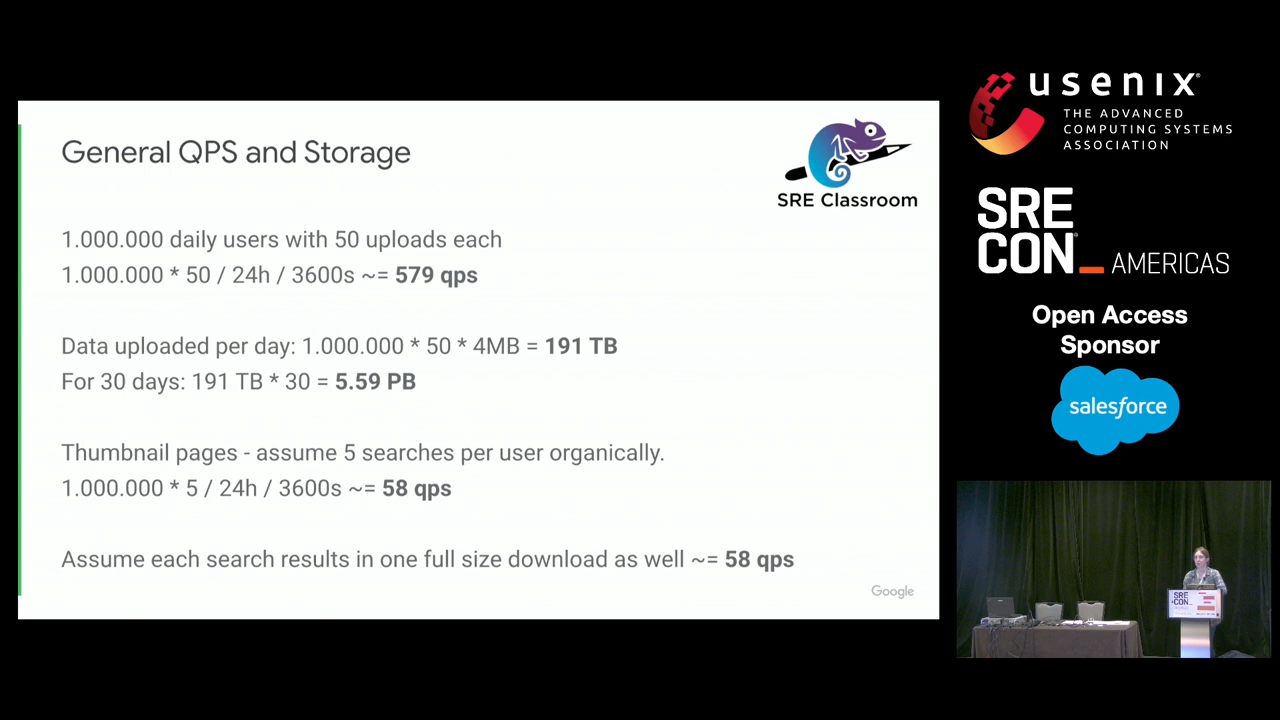 General QPS and Storage
SRE Classroom
1.000.000 daily users with 50 uploads each
1.000.000 * 50 / 24h / 3600s ~= 579 qps
Data uploaded per day: 1.000.000 * 50 * 4MB = 191 TB
For 30 days: 191 TB * 30 = 5.59 PB
Thumbnail pages - assume 5 searches per user organically.
1.000.000 * 5 / 24h / 3600s ~= 58 qps
Assume each search results in one full size download as well ~= 58 qps
Google
usenix®
THE ADVANCED
COMPUTING SYSTEMS
ASSOCIATION
SRE
CON_AMERICAS
Open Access
Sponsor
salesforce
SRE
CON